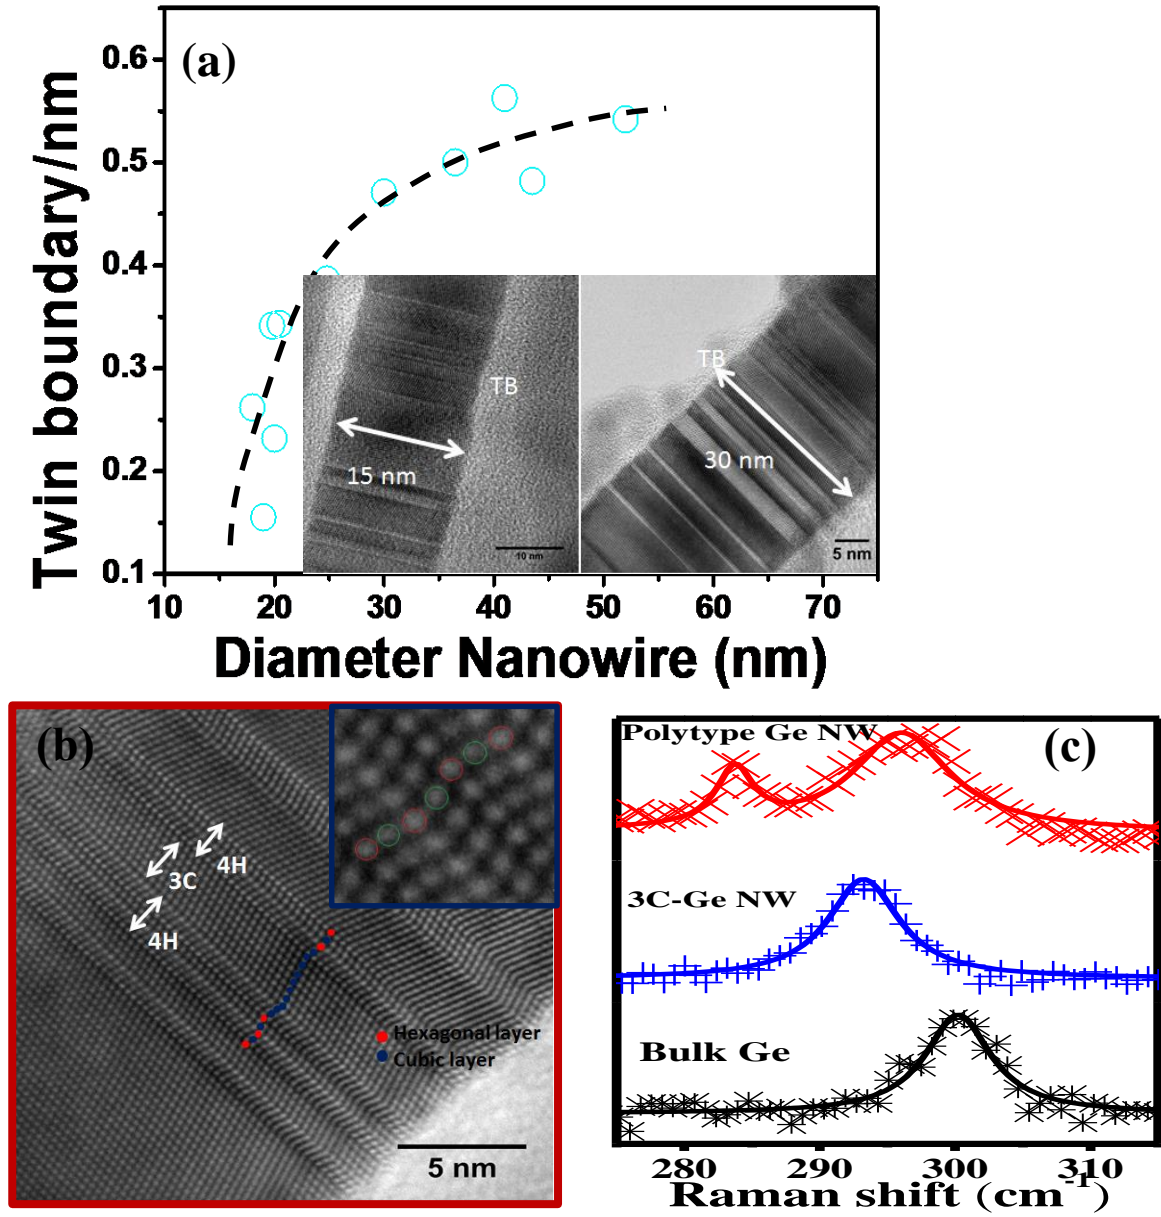 (a)
Twin boundary/nm
0.6
0.5
0.4
0.3
0.2
0.1
10 20 30 40 50 60 70
Diameter Nanowire (nm)
TB
15 nm
10 nm
TB
30 nm
5 nm
(b)
4H
3C
4H
Hexagonal layer
Cubic layer
5 nm
(c)
Polytype Ge NW
3C-Ge NW
Bulk Ge
280 290 300 310
Raman shift (cm-1)